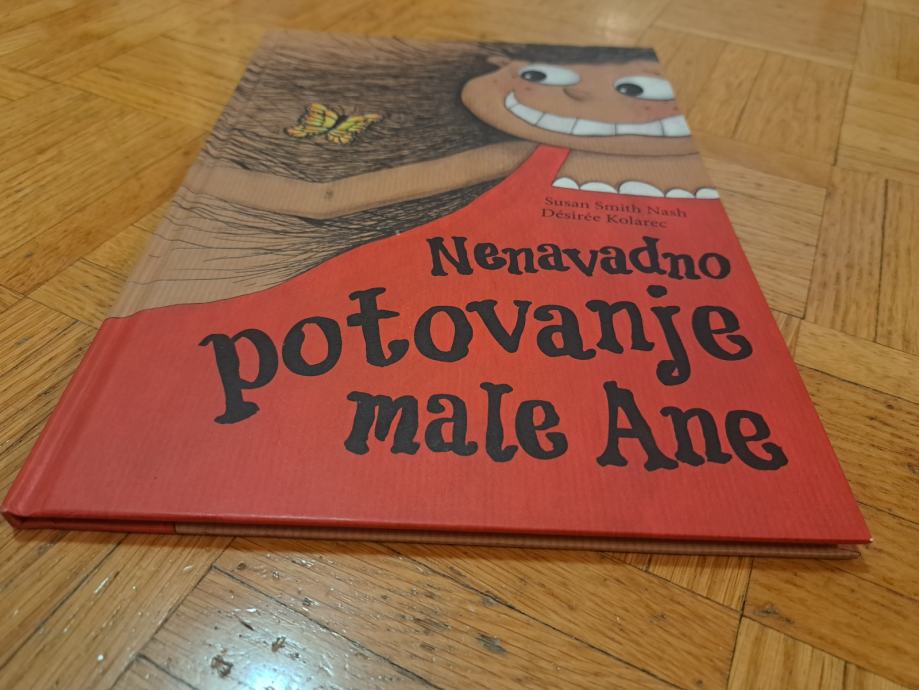 Susan Smith Nash
Désirée Kolarec
Nenavadno
potovanje
male Ane